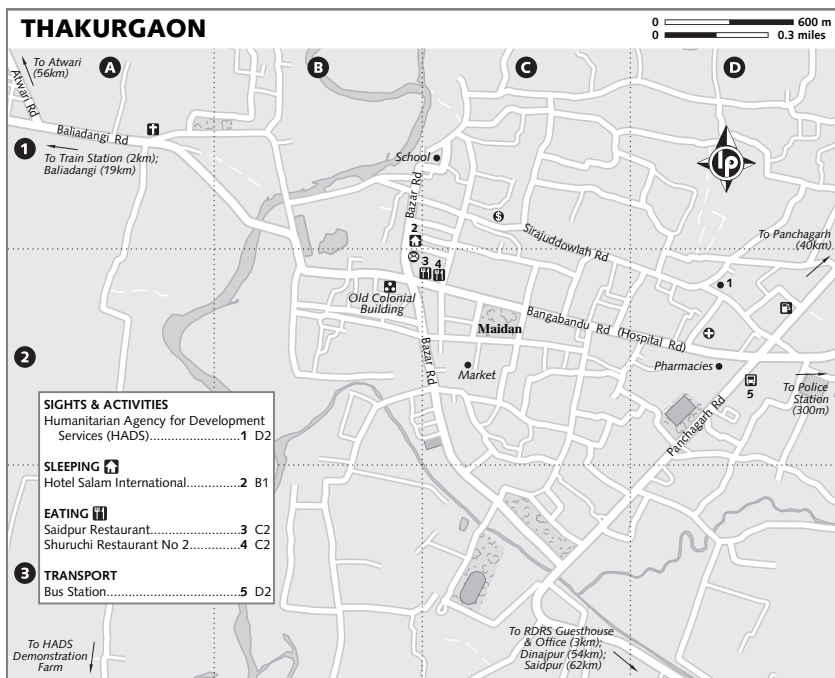 THAKURGAON
0 600 m
0 0.3 miles
A
B
C
D
To Atwari
(56km)
Atwari Rd
Baliadangi Rd
1
To Train Station (2km);
Baliadangi (19km)
School
Bazar Rd
lp
$
Sirajuddowlah Rd
To Panchagarh
(40km)
2
3
4
1
Old Colonial
Building
Maidan
Bangabandu Rd (Hospital Rd)
2
Bazar Rd
Market
Pharmacies
5
To Police
Station
(300m)
Panchagarh Rd
SIGHTS & ACTIVITIES
Humanitarian Agency for Development
Services (HADS)..........................1 D2
SLEEPING
Hotel Salam International..............2 B1
EATING
Saidpur Restaurant.......................3 C2
Shuruchi Restaurant No 2..............4 C2
3
TRANSPORT
Bus Station..................................5 D2
To HADS
Demonstration
Farm
To RDRS Guesthouse
& Office (3km);
Dinajpur (54km);
Saidpur (62km)